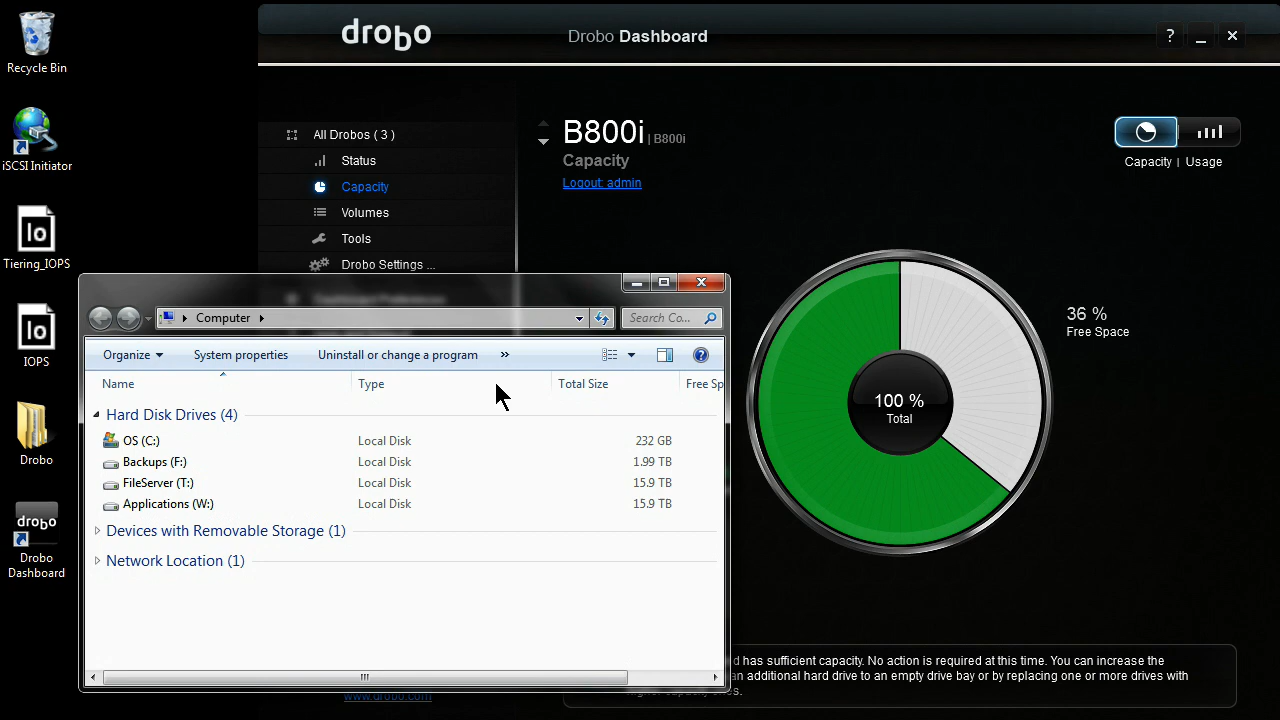 Recycle Bin
iSCSI Initiator
Io
Tiering_IOPS
Io
IOPS
Drobo
drobo
Drobo
Dashboard
drobo
Drobo Dashboard
?
All Drobos ( 3 )
Status
Capacity
Volumes
Tools
Drobo Settings ...
B800i | B800i
Capacity
Logout: admin
Capacity | Usage
36 %
Free Space
100 %
Total
Computer
Search Co...
Organize
System properties
Uninstall or change a program
»
Name
Type
Total Size
Free Sp
Hard Disk Drives (4)
OS (C:) Local Disk 232 GB
Backups (F:) Local Disk 1.99 TB
FileServer (T:) Local Disk 15.9 TB
Applications (W:) Local Disk 15.9 TB
Devices with Removable Storage (1)
Network Location (1)
d has sufficient capacity. No action is required at this time. You can increase the
an additional hard drive to an empty drive bay or by replacing one or more drives with
www.drobo.com